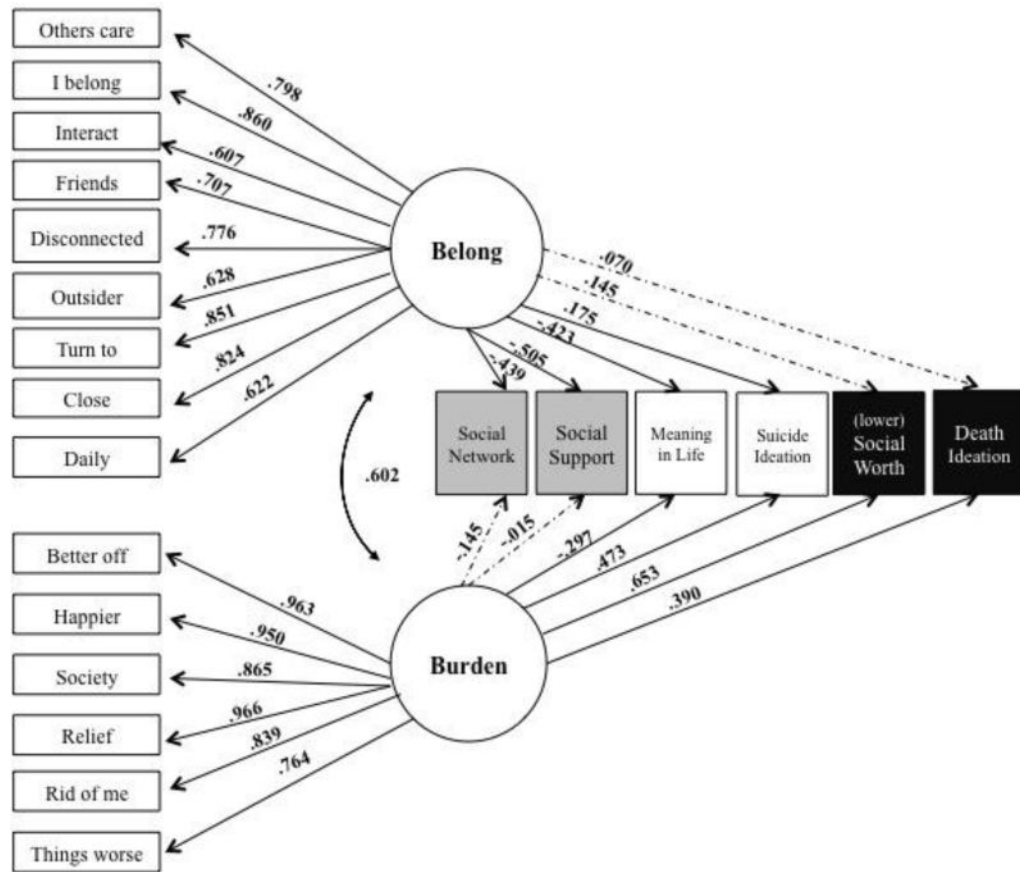 Others care
.798
I belong
.860
Interact
.607
Friends
.707
Disconnected
.776
Outsider
.628
Turn to
.851
Close
.824
Daily
.622
Belong
.070
.145
.175
-.423
-.505
-.439
.602
Social
Network
Social
Support
Meaning
in Life
Suicide
Ideation
(lower)
Social
Worth
Death
Ideation
-.145
-.015
-.297
.473
.653
.390
Better off
.963
Happier
.950
Society
.865
Relief
.966
Rid of me
.839
Things worse
.764
Burden